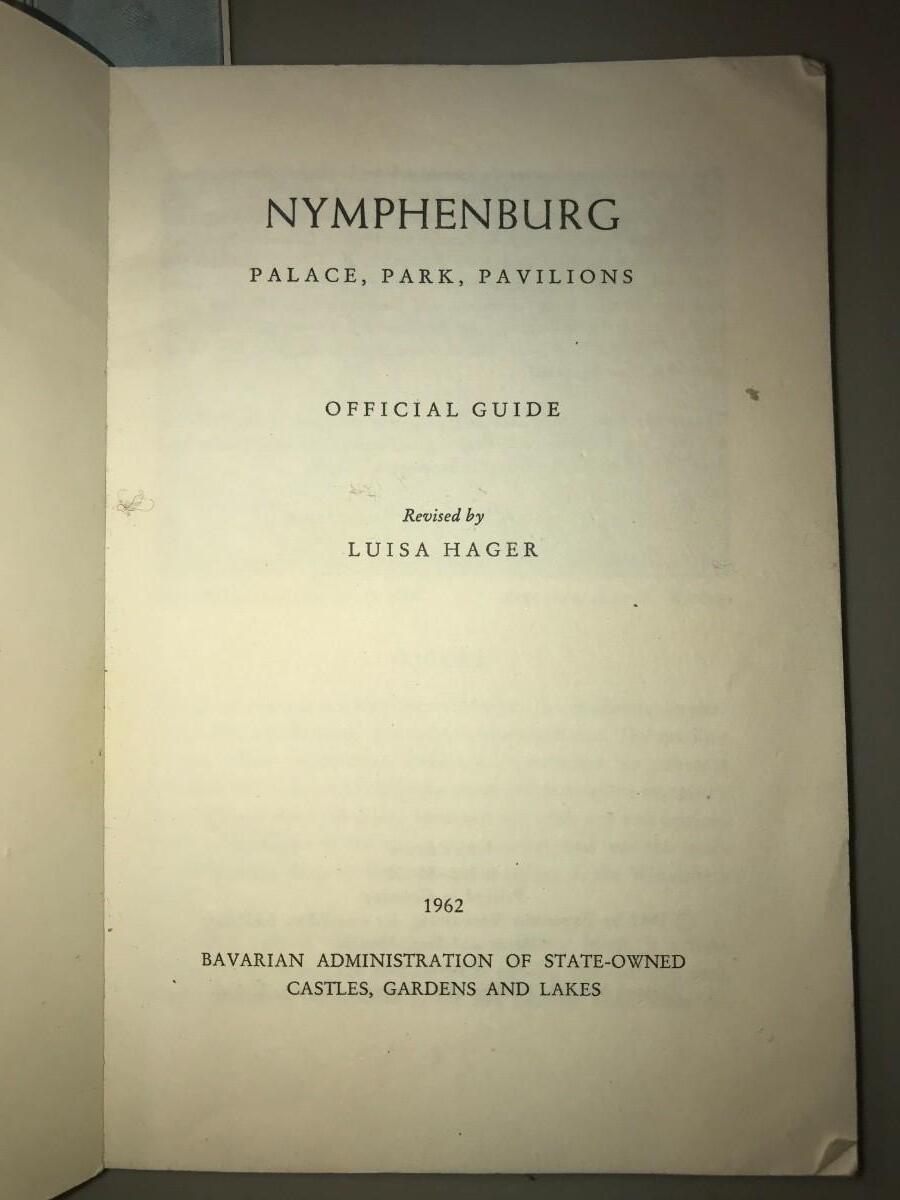 NYMPHENBURG
PALACE, PARK, PAVILIONS
OFFICIAL GUIDE
Revised by
LUISA HAGER
1962
BAVARIAN ADMINISTRATION OF STATE-OWNED
CASTLES, GARDENS AND LAKES